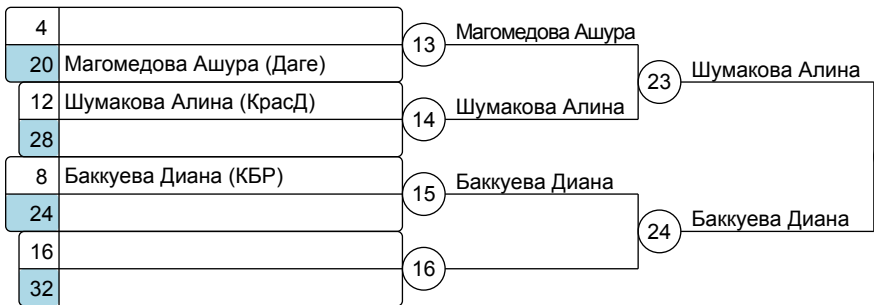 4
20 Магомедова Ашура (Даге)
12 Шумакова Алина (КрасД)
28
8 Баккуева Диана (КБР)
24
16
32
13 Магомедова Ашура
14 Шумакова Алина
15 Баккуева Диана
16
23 Шумакова Алина
24 Баккуева Диана